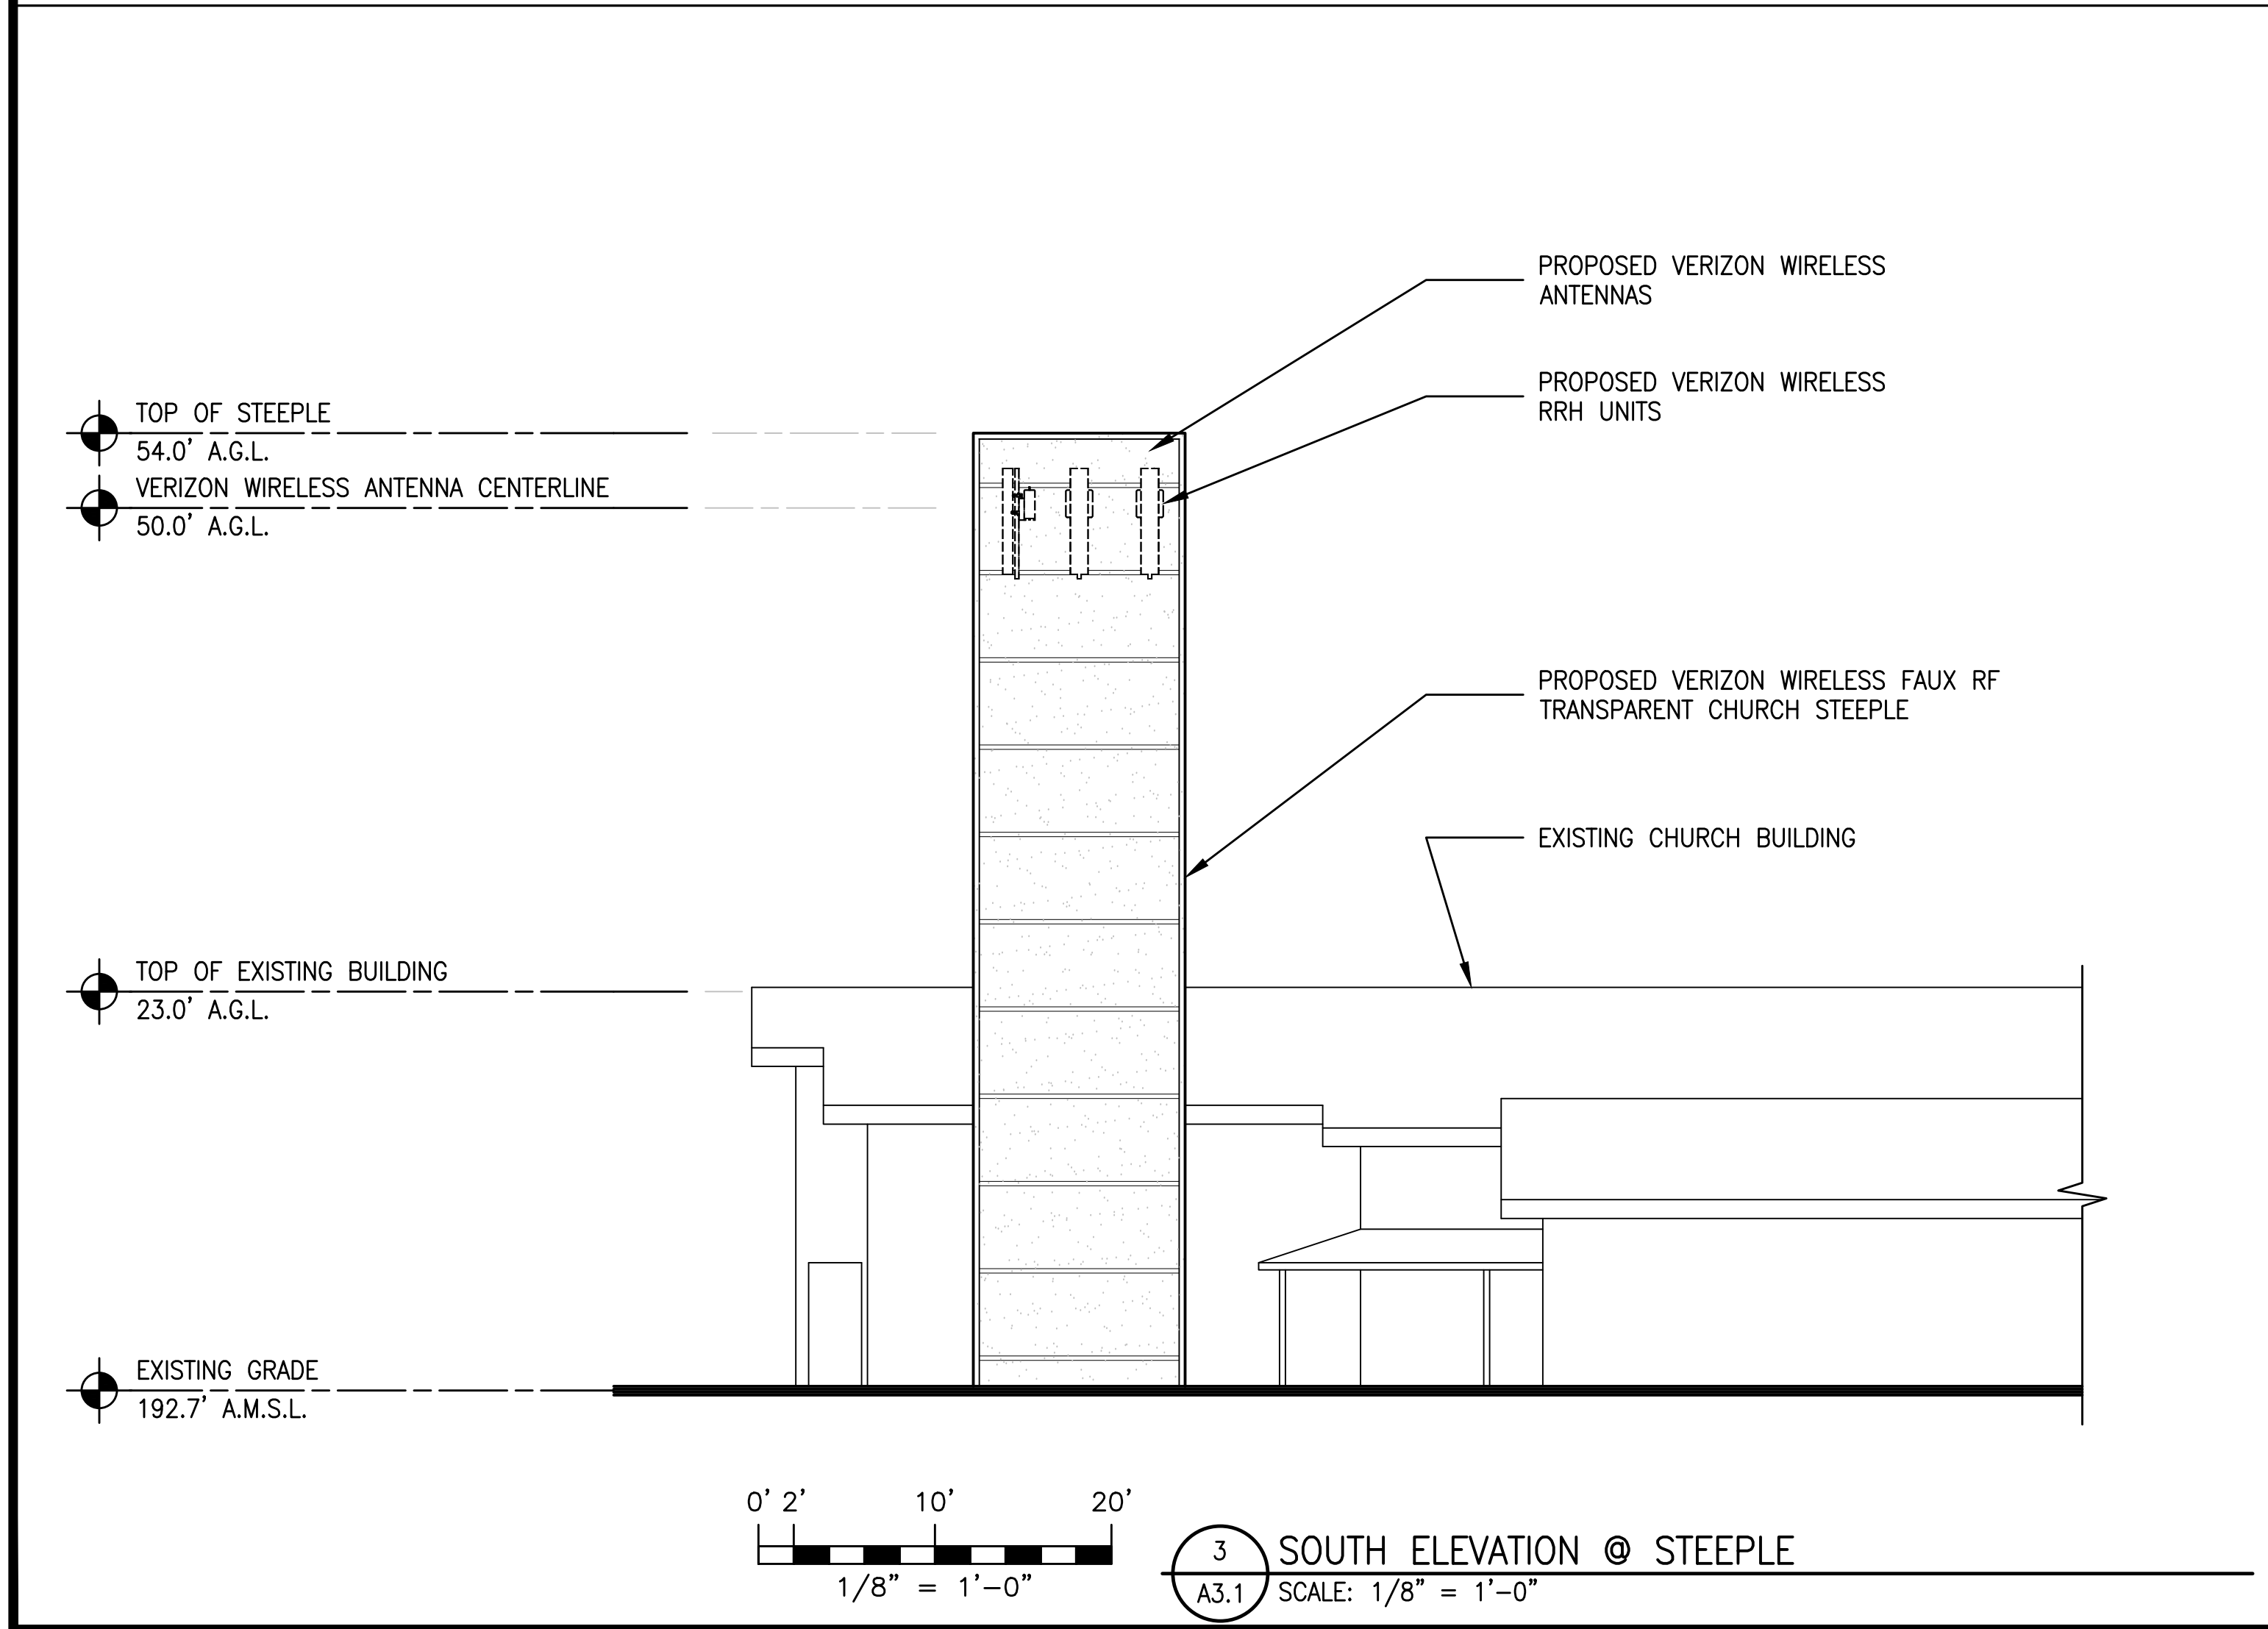 PROPOSED VERIZON WIRELESS
ANTENNAS
PROPOSED VERIZON WIRELESS
RRH UNITS
TOP OF STEEPLE
54.0' A.G.L.
VERIZON WIRELESS ANTENNA CENTERLINE
50.0' A.G.L.
PROPOSED VERIZON WIRELESS FAUX RF
TRANSPARENT CHURCH STEEPLE
EXISTING CHURCH BUILDING
TOP OF EXISTING BUILDING
23.0' A.G.L.
EXISTING GRADE
192.7' A.M.S.L.
0' 2' 10' 20'
1/8" = 1'-0"
3
A3.1
SOUTH ELEVATION @ STEEPLE
SCALE: 1/8" = 1'-0"